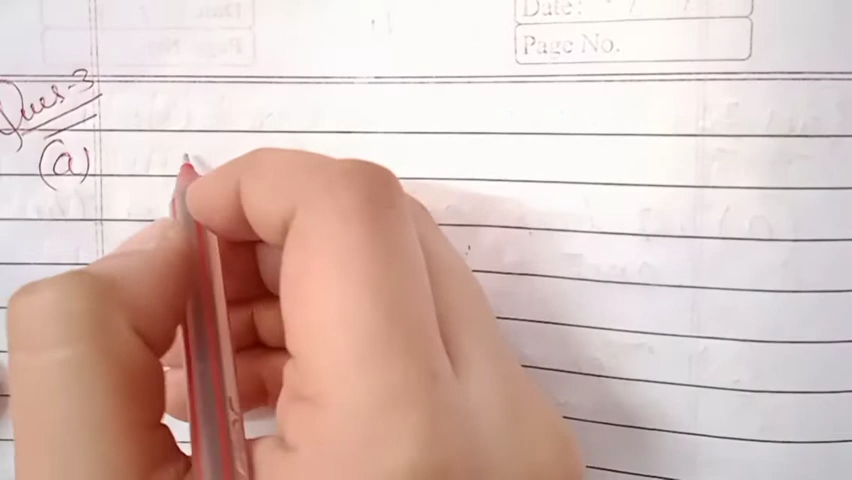 Date: / /
Page No.
Ques-3
(a)